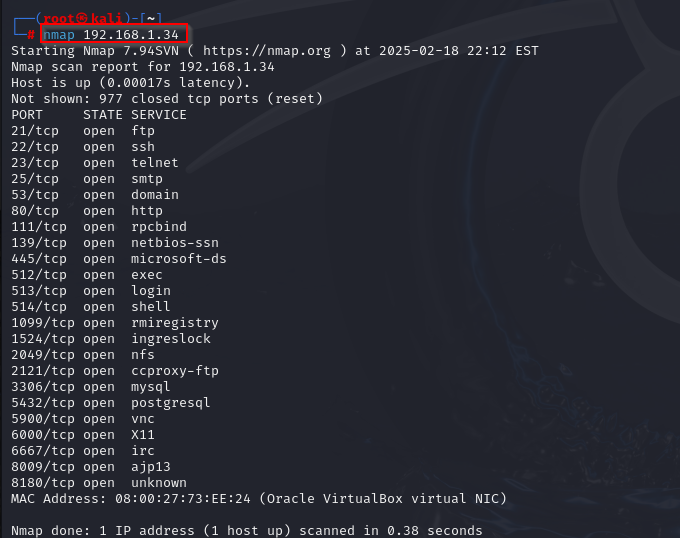 ┌──(root㉿kali)-[~]
└─# nmap 192.168.1.34
Starting Nmap 7.94SVN ( https://nmap.org ) at 2025-02-18 22:12 EST
Nmap scan report for 192.168.1.34
Host is up (0.00017s latency).
Not shown: 977 closed tcp ports (reset)
PORT     STATE SERVICE
21/tcp   open  ftp
22/tcp   open  ssh
23/tcp   open  telnet
25/tcp   open  smtp
53/tcp   open  domain
80/tcp   open  http
111/tcp  open  rpcbind
139/tcp  open  netbios-ssn
445/tcp  open  microsoft-ds
512/tcp  open  exec
513/tcp  open  login
514/tcp  open  shell
1099/tcp open  rmiregistry
1524/tcp open  ingreslock
2049/tcp open  nfs
2121/tcp open  ccproxy-ftp
3306/tcp open  mysql
5432/tcp open  postgresql
5900/tcp open  vnc
6000/tcp open  X11
6667/tcp open  irc
8009/tcp open  ajp13
8180/tcp open  unknown
MAC Address: 08:00:27:73:EE:24 (Oracle VirtualBox virtual NIC)
Nmap done: 1 IP address (1 host up) scanned in 0.38 seconds